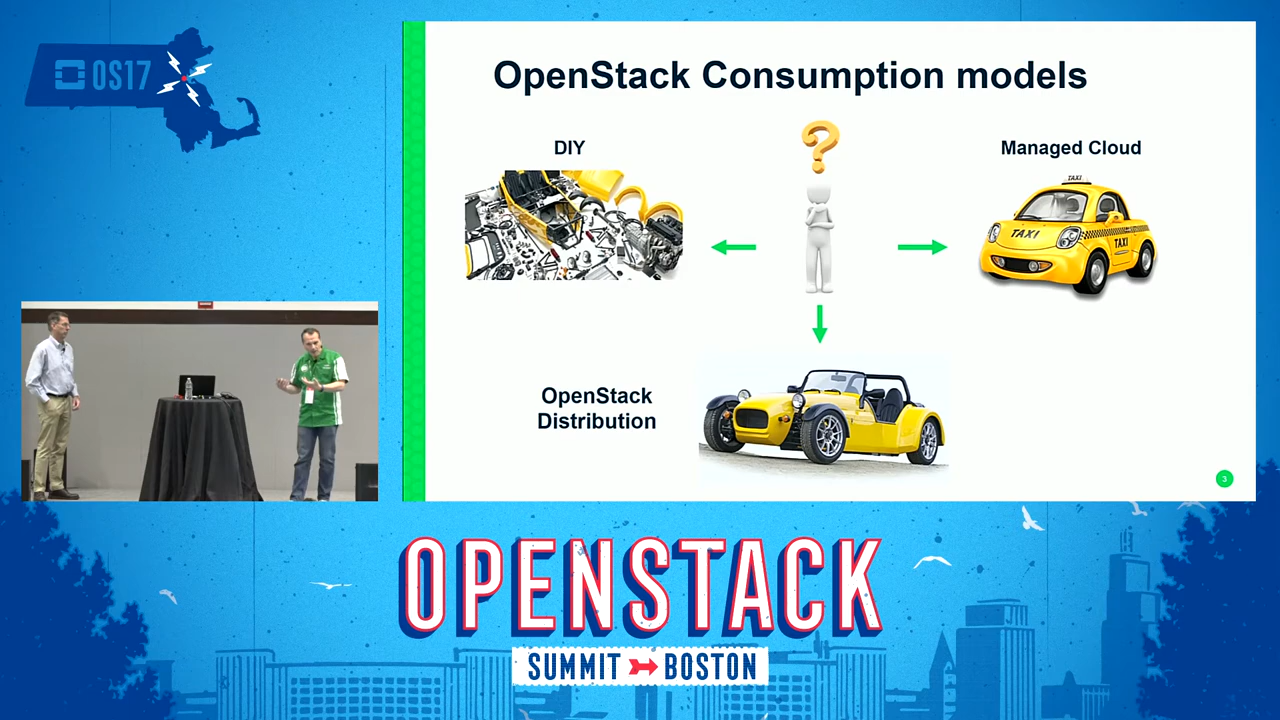 OS17
OpenStack Consumption models
DIY
?
Managed Cloud
TAXI
TAXI
TAXI
OpenStack
Distribution
3
OPENSTACK
SUMMIT BOSTON